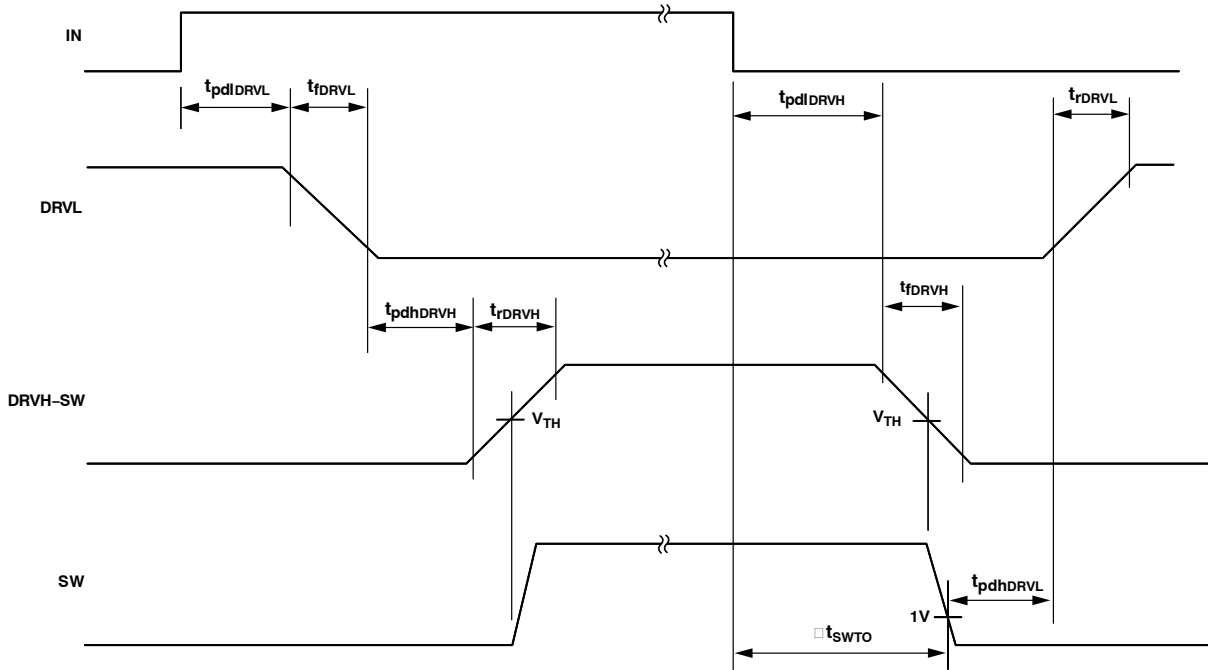 IN
tpdlDRVL
tfDRVL
tpdlDRVH
trDRVL
DRVL
tpdhDRVH
trDRVH
tfDRVH
DRVH–SW
VTH
VTH
SW
tpdhDRVL
1V
□tSWTO